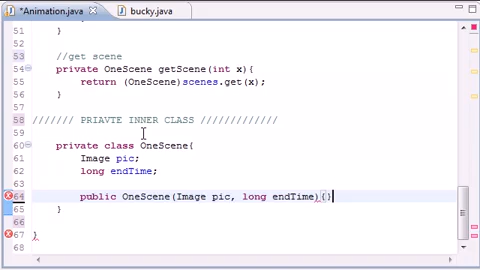 *Animation.java bucky.java
51 }
52
53 //get scene
54 private OneScene getScene(int x){
55 return (OneScene)scenes.get(x);
56 }
57
58 /////// PRIAVTE INNER CLASS /////////////
59
60 private class OneScene{
61 Image pic;
62 long endTime;
63
64 public OneScene(Image pic, long endTime){}
65 }
66
67 }
68